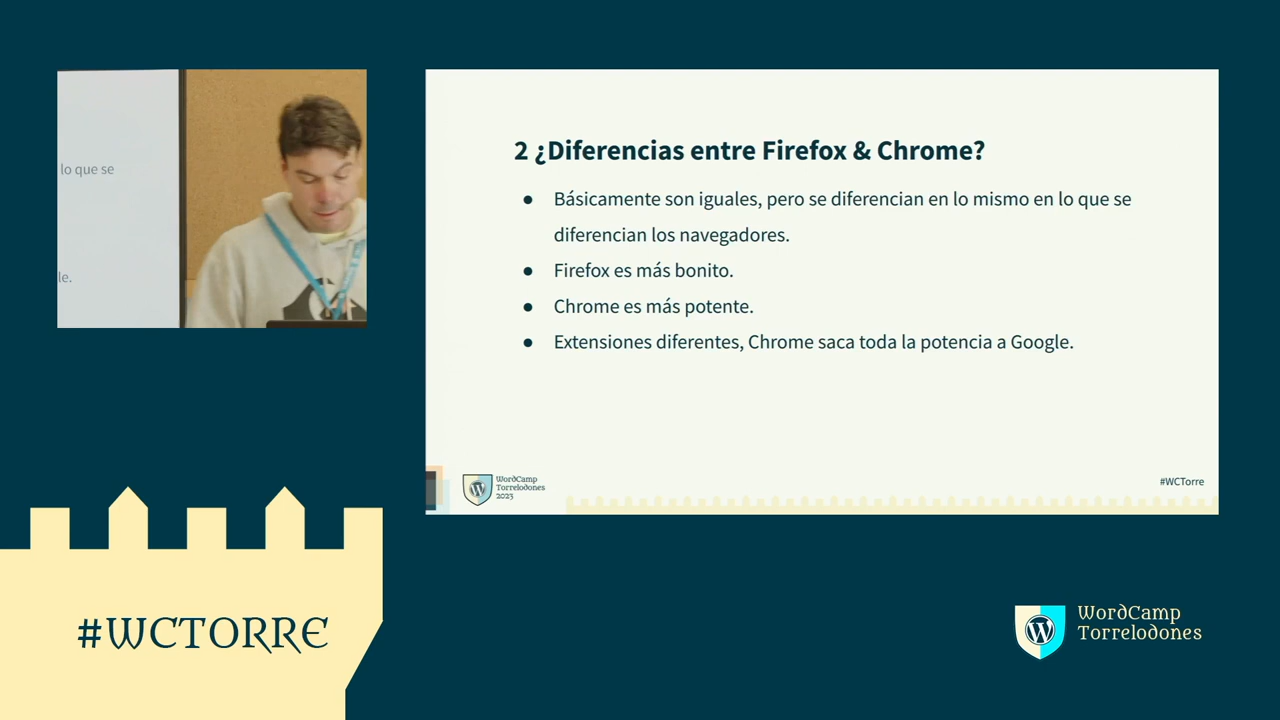 lo que se
le.
2 ¿Diferencias entre Firefox & Chrome?
● Básicamente son iguales, pero se diferencian en lo mismo en lo que se
diferencian los navegadores.
● Firefox es más bonito.
● Chrome es más potente.
● Extensiones diferentes, Chrome saca toda la potencia a Google.
WordCamp
Torrelodones
2023
#WCTorre
#WCTORRE
WordCamp
Torrelodones